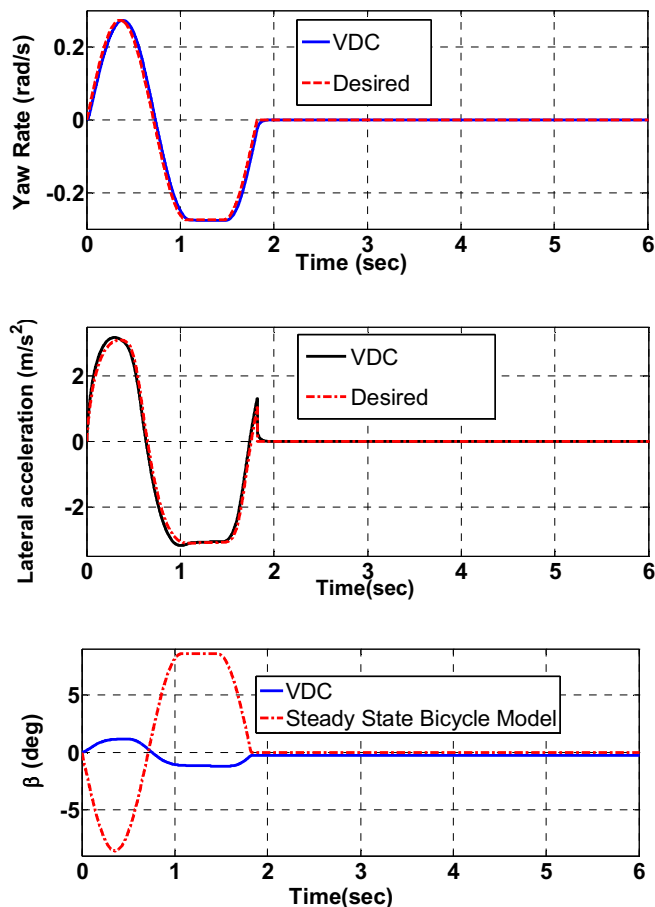 Yaw Rate (rad/s)
0.2
0
-0.2
VDC
Desired
0 1 2 3 4 5 6
Time (sec)
Lateral acceleration (m/s²)
2
0
-2
VDC
Desired
0 1 2 3 4 5 6
Time(sec)
β (deg)
5
0
-5
VDC
Steady State Bicycle Model
0 1 2 3 4 5 6
Time(sec)